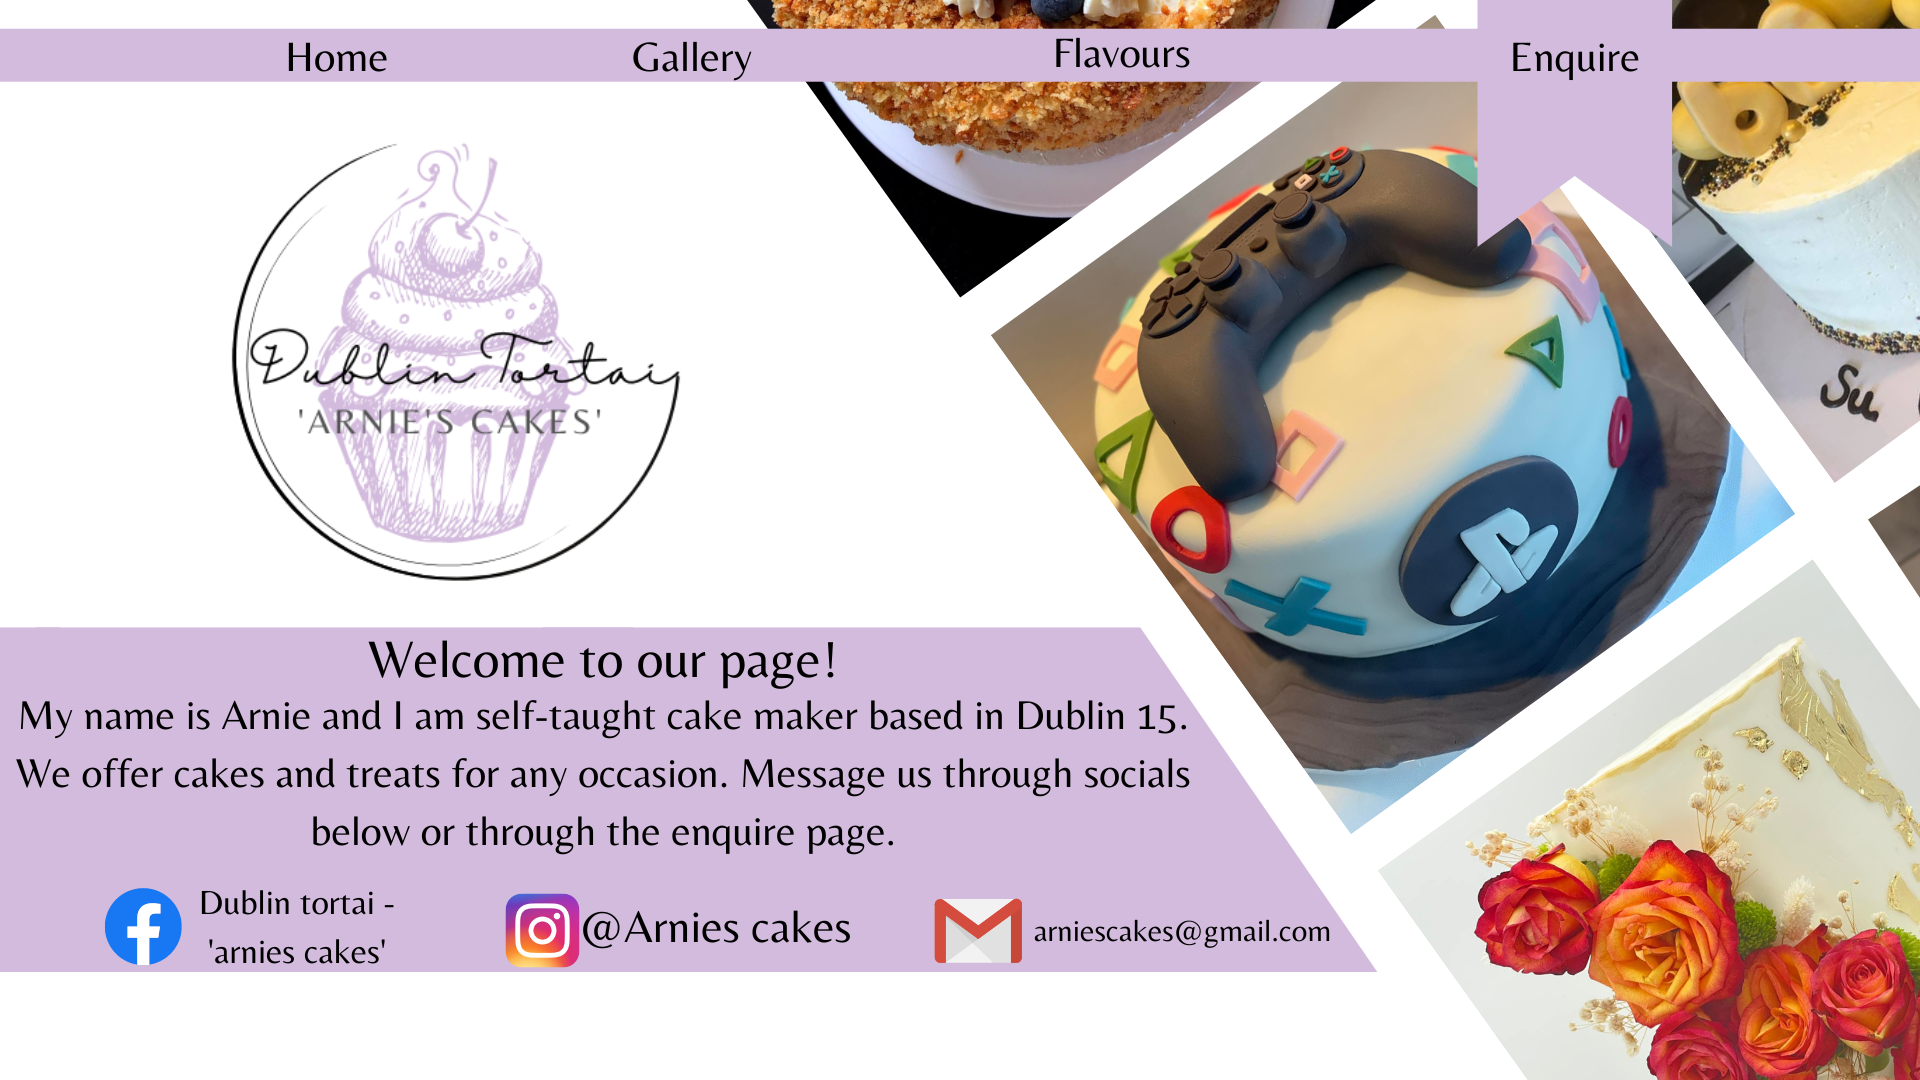 Home Gallery Flavours Enquire
Dublin Tortai
'ARNIE'S CAKES'
Su
Welcome to our page!
My name is Arnie and I am self-taught cake maker based in Dublin 15.
We offer cakes and treats for any occasion. Message us through socials
below or through the enquire page.
Dublin tortai -
'arnies cakes'
@Arnies cakes
arniescakes@gmail.com